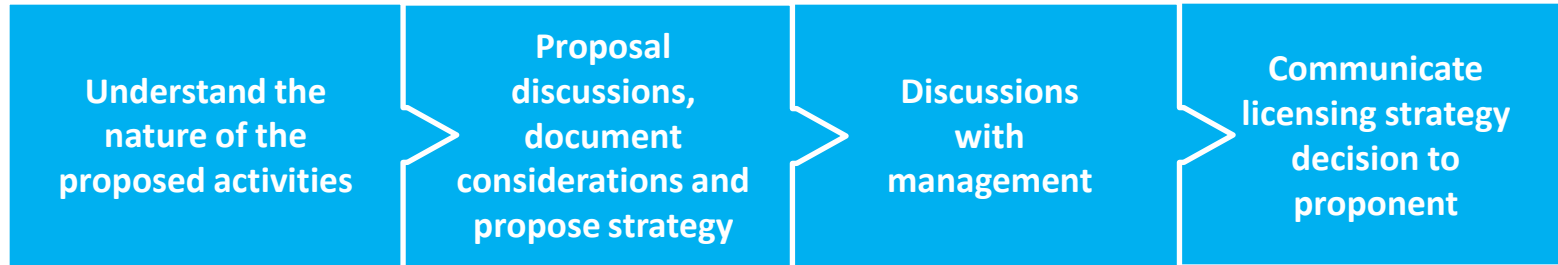 Understand the
nature of the
proposed activities
Proposal
discussions,
document
considerations and
propose strategy
Discussions
with
management
Communicate
licensing strategy
decision to
proponent